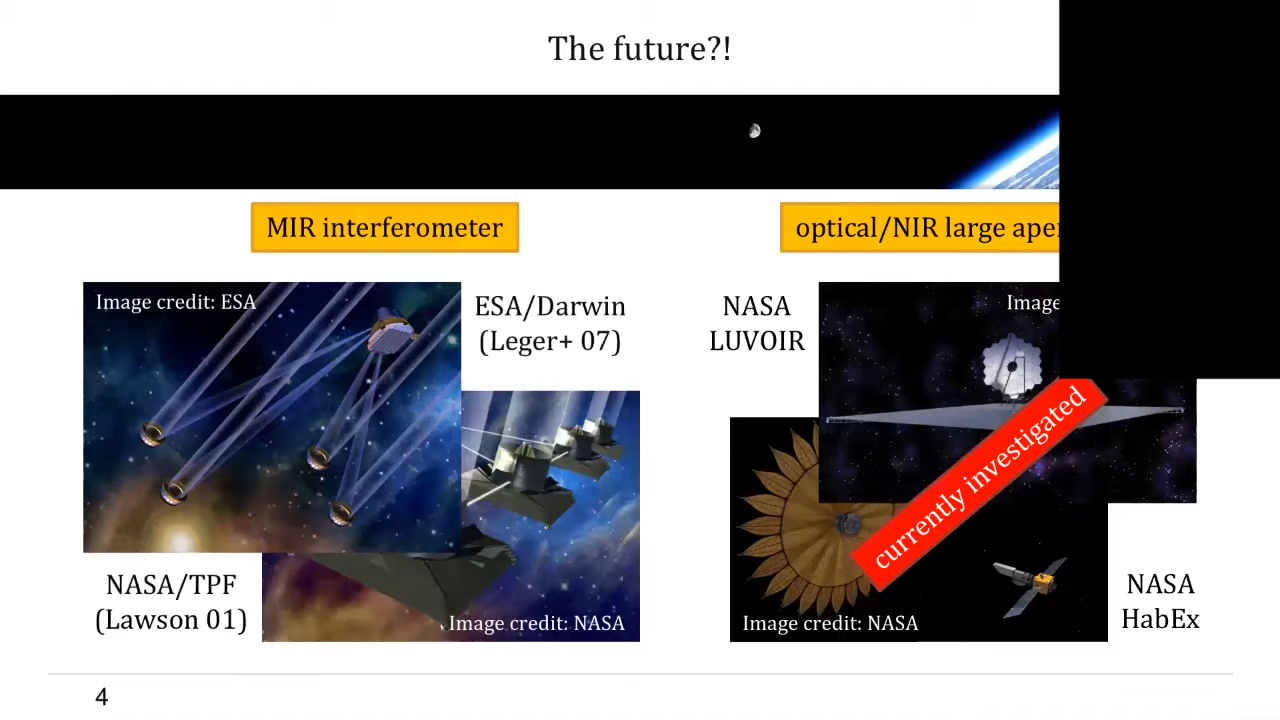 The future?!
MIR interferometer
optical/NIR large
Image credit: ESA
ESA/Darwin
(Leger+ 07)
NASA
LUVOIR
Image
currently investigated
NASA/TPF
(Lawson 01)
Image credit: NASA
Image credit: NASA
NASA
HabEx
4